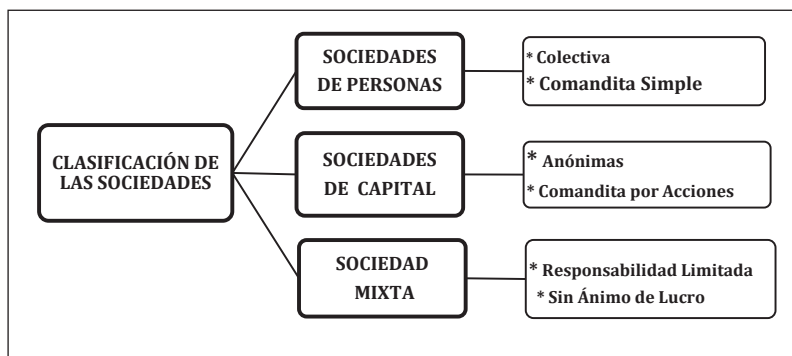 CLASIFICACIÓN DE
LAS SOCIEDADES
SOCIEDADES
DE PERSONAS
* Colectiva
* Comandita Simple
SOCIEDADES
DE CAPITAL
* Anónimas
* Comandita por Acciones
SOCIEDAD
MIXTA
* Responsabilidad Limitada
* Sin Ánimo de Lucro